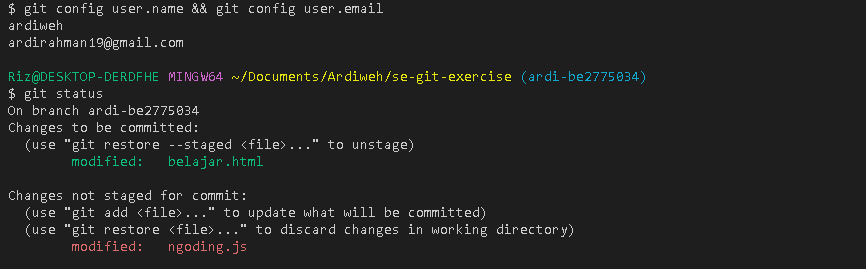 $ git config user.name && git config user.email
ardiweh
ardirahman19@gmail.com

Riz@DESKTOP-DERDFHE MINGW64 ~/Documents/Ardiweh/se-git-exercise (ardi-be2775034)
$ git status
On branch ardi-be2775034
Changes to be committed:
  (use "git restore --staged <file>..." to unstage)
        modified:   belajar.html

Changes not staged for commit:
  (use "git add <file>..." to update what will be committed)
  (use "git restore <file>..." to discard changes in working directory)
        modified:   ngoding.js